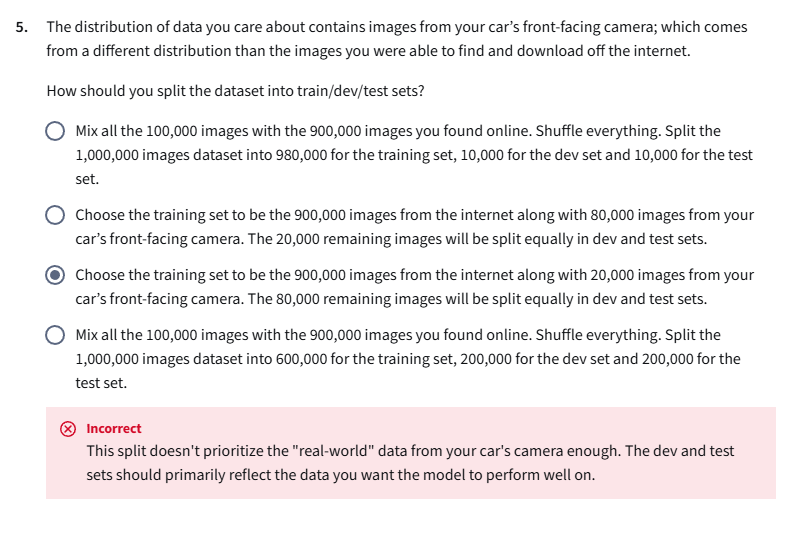 5. The distribution of data you care about contains images from your car’s front-facing camera; which comes
from a different distribution than the images you were able to find and download off the internet.
How should you split the dataset into train/dev/test sets?
Mix all the 100,000 images with the 900,000 images you found online. Shuffle everything. Split the
1,000,000 images dataset into 980,000 for the training set, 10,000 for the dev set and 10,000 for the test
set.
Choose the training set to be the 900,000 images from the internet along with 80,000 images from your
car’s front-facing camera. The 20,000 remaining images will be split equally in dev and test sets.
Choose the training set to be the 900,000 images from the internet along with 20,000 images from your
car’s front-facing camera. The 80,000 remaining images will be split equally in dev and test sets.
Mix all the 100,000 images with the 900,000 images you found online. Shuffle everything. Split the
1,000,000 images dataset into 600,000 for the training set, 200,000 for the dev set and 200,000 for the
test set.
Incorrect
This split doesn't prioritize the "real-world" data from your car's camera enough. The dev and test
sets should primarily reflect the data you want the model to perform well on.